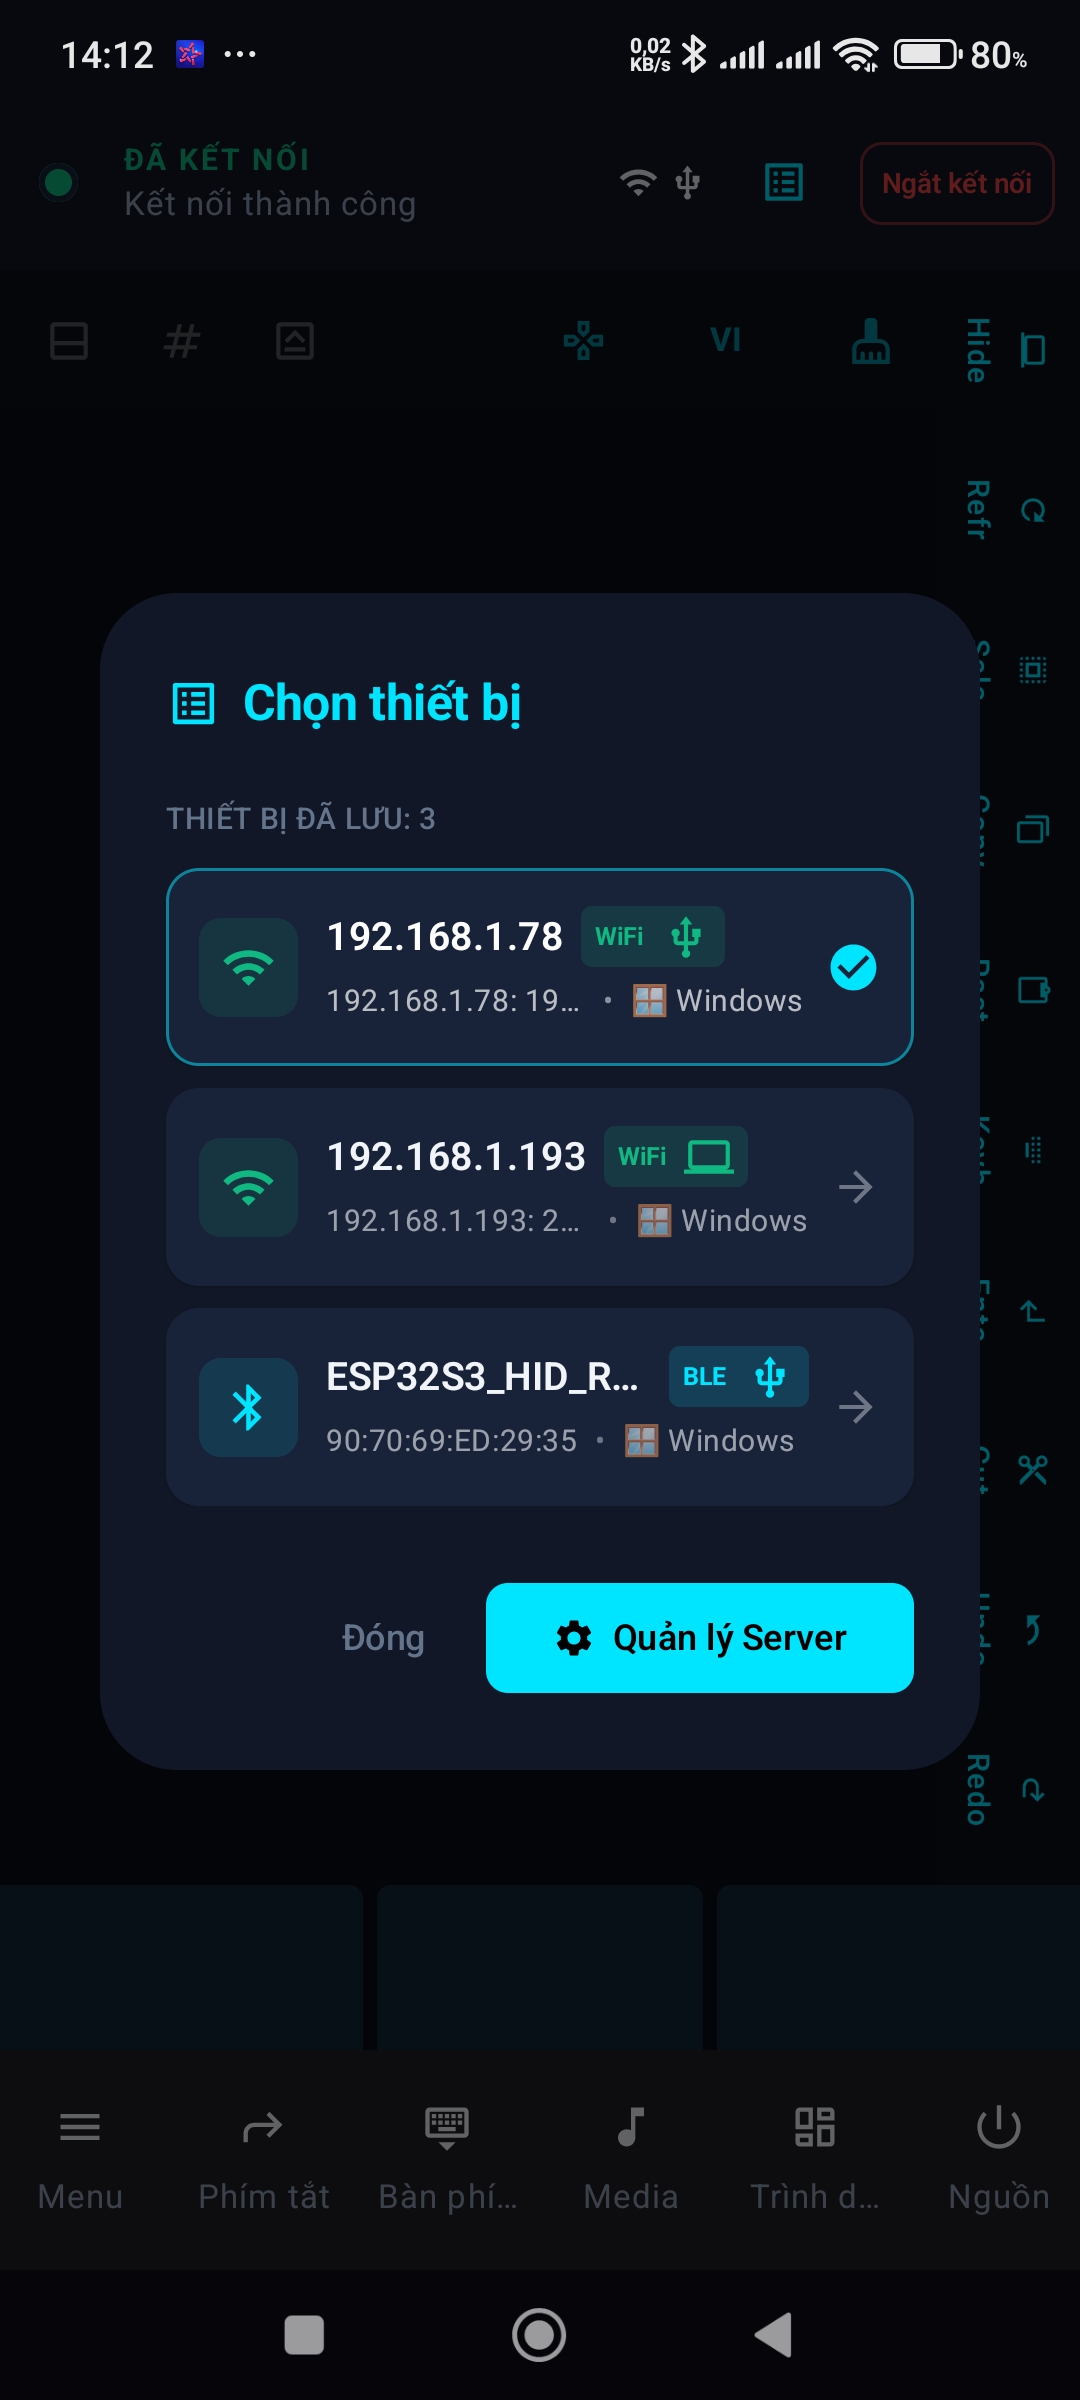 14:12
0,02
KB/s
80%
ĐÃ KẾT NỐI
Kết nối thành công
Ngắt kết nối
VI
Hide
Refr
Chọn thiết bị
THIẾT BỊ ĐÃ LƯU: 3
192.168.1.78 WiFi
192.168.1.78: 19... • Windows
192.168.1.193 WiFi
192.168.1.193: 2... • Windows
ESP32S3_HID_R... BLE
90:70:69:ED:29:35 • Windows
Đóng
Quản lý Server
Redo
Menu
Phím tắt
Bàn phí...
Media
Trình d...
Nguồn